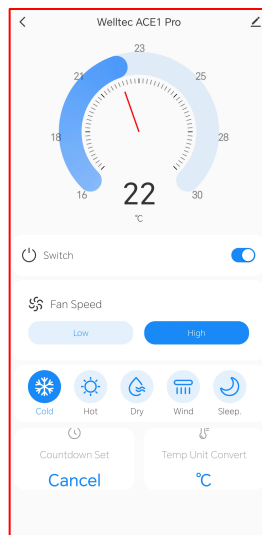 Welltec ACE1 Pro
23
21
25
18
28
16
30
22
℃
Switch
Fan Speed
Low
High
Cold
Hot
Dry
Wind
Sleep.
Countdown Set
Temp Unit Convert
Cancel
℃